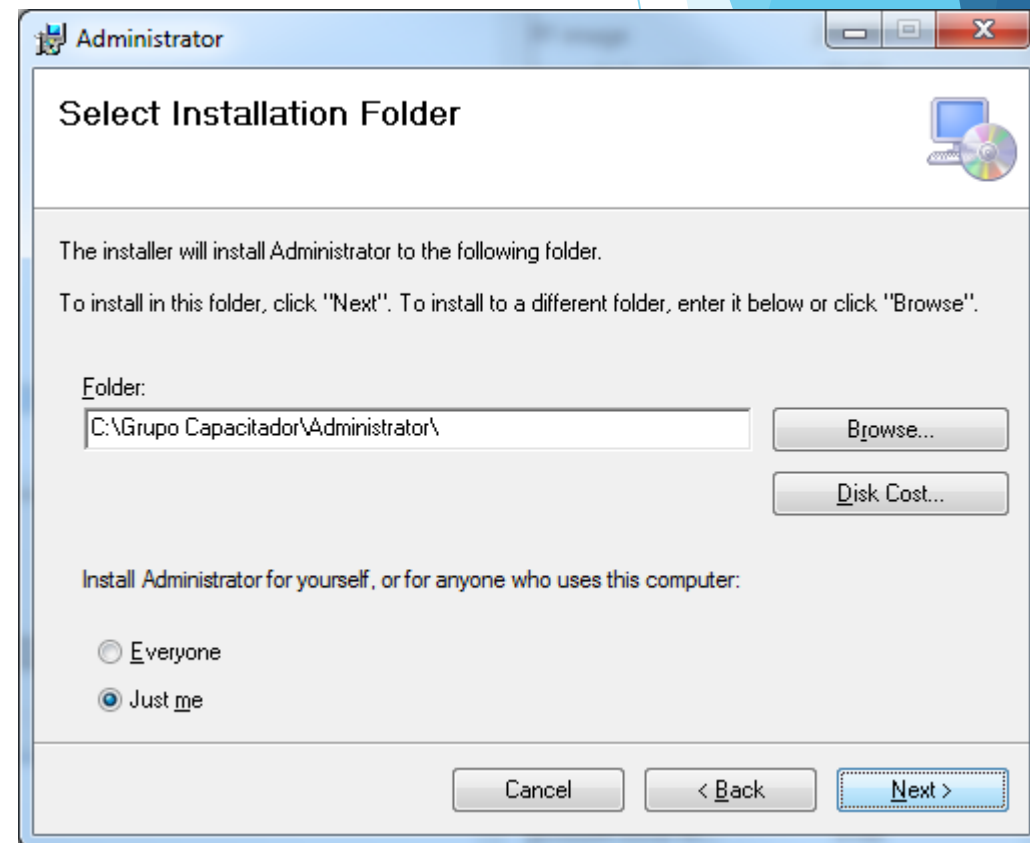 Administrator
Select Installation Folder
The installer will install Administrator to the following folder.
To install in this folder, click "Next". To install to a different folder, enter it below or click "Browse".
Folder:
C:\Grupo Capacitador\Administrator\
Browse...
Disk Cost...
Install Administrator for yourself, or for anyone who uses this computer:
Everyone
Just me
Cancel
< Back
Next >